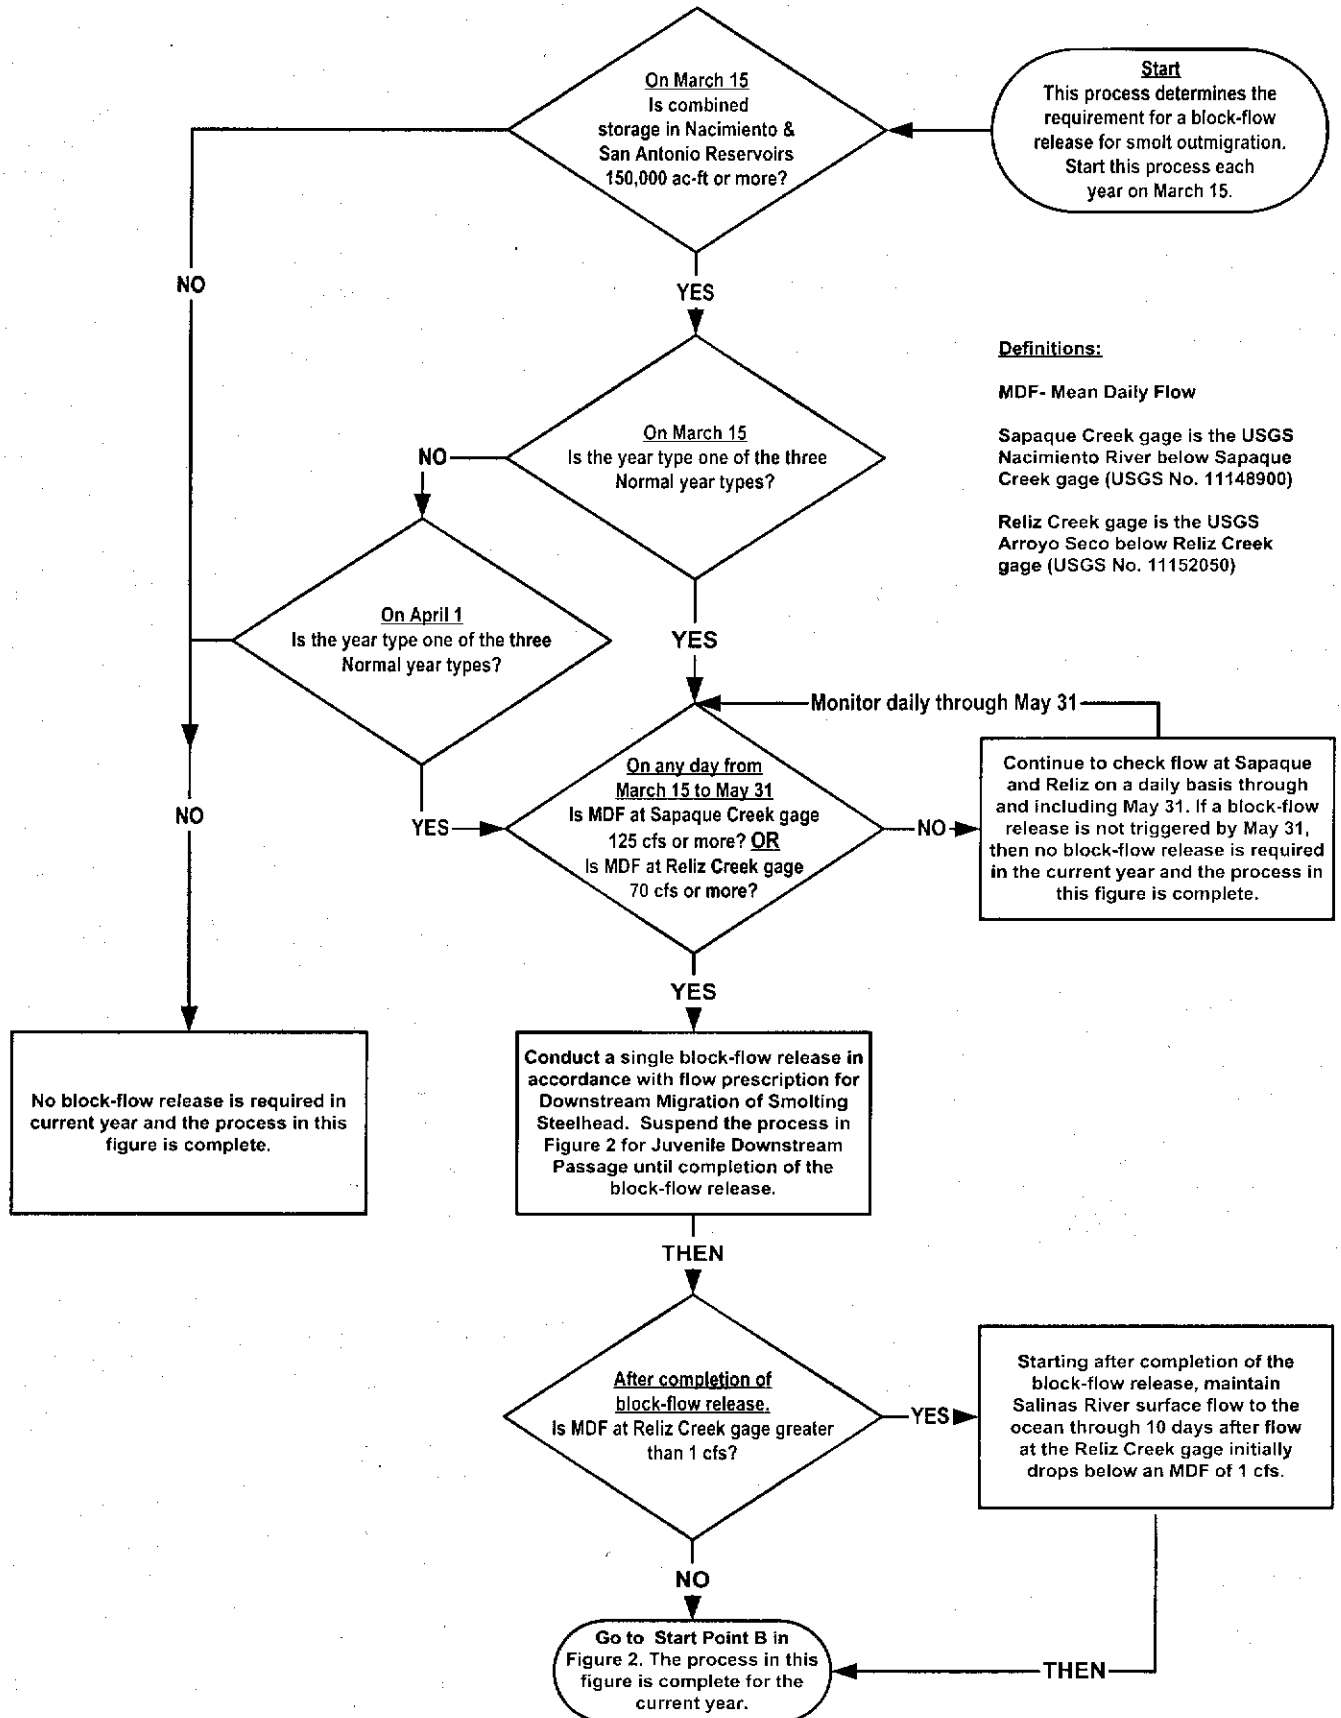 Start
This process determines the
requirement for a block-flow
release for smolt outmigration.
Start this process each
year on March 15.
On March 15
Is combined
storage in Nacimiento &
San Antonio Reservoirs
150,000 ac-ft or more?
NO
YES
Definitions:
MDF- Mean Daily Flow
Sapaque Creek gage is the USGS
Nacimiento River below Sapaque
Creek gage (USGS No. 11148900)
Reliz Creek gage is the USGS
Arroyo Seco below Reliz Creek
gage (USGS No. 11152050)
On March 15
Is the year type one of the three
Normal year types?
NO
YES
On April 1
Is the year type one of the three
Normal year types?
NO
YES
Monitor daily through May 31
On any day from
March 15 to May 31
Is MDF at Sapaque Creek gage
125 cfs or more? OR
Is MDF at Reliz Creek gage
70 cfs or more?
NO
Continue to check flow at Sapaque
and Reliz on a daily basis through
and including May 31. If a block-flow
release is not triggered by May 31,
then no block-flow release is required
in the current year and the process in
this figure is complete.
YES
No block-flow release is required in
current year and the process in this
figure is complete.
Conduct a single block-flow release in
accordance with flow prescription for
Downstream Migration of Smolting
Steelhead. Suspend the process in
Figure 2 for Juvenile Downstream
Passage until completion of the
block-flow release.
THEN
After completion of
block-flow release.
Is MDF at Reliz Creek gage greater
than 1 cfs?
YES
Starting after completion of the
block-flow release, maintain
Salinas River surface flow to the
ocean through 10 days after flow
at the Reliz Creek gage initially
drops below an MDF of 1 cfs.
NO
THEN
Go to Start Point B in
Figure 2. The process in this
figure is complete for the
current year.